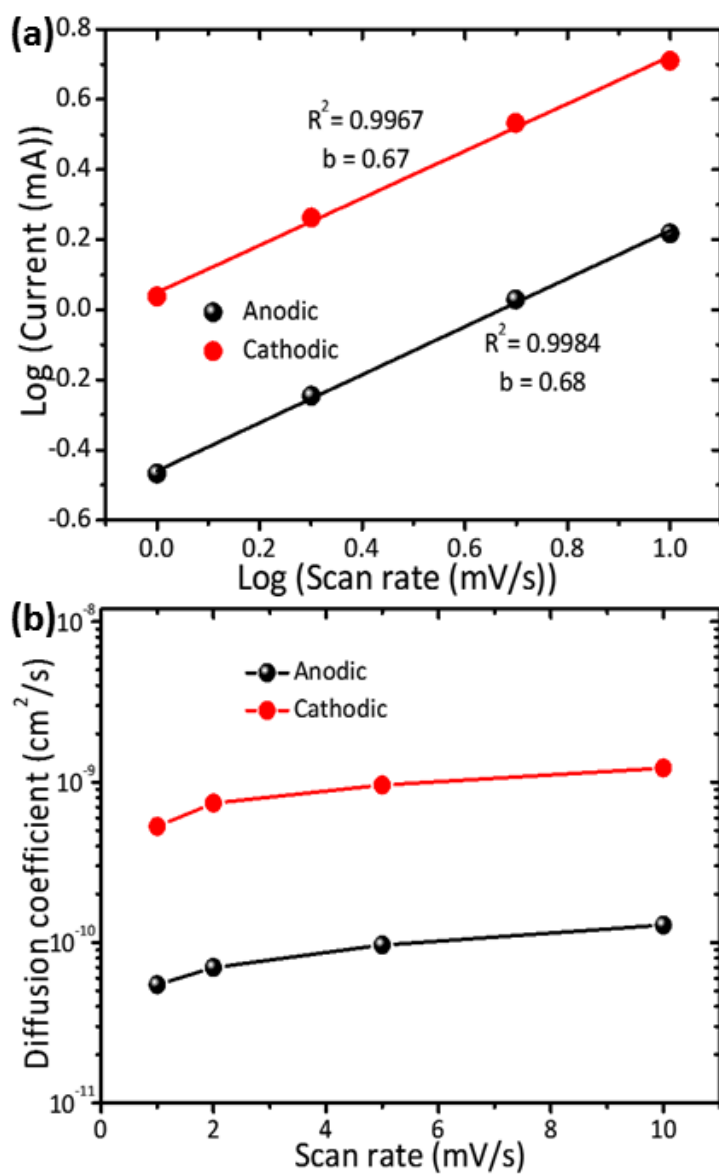 (a)
Log (Current (mA))
0.8
0.6
0.4
0.2
0.0
-0.2
-0.4
-0.6
R² = 0.9967
b = 0.67
Anodic
Cathodic
R² = 0.9984
b = 0.68
0.0 0.2 0.4 0.6 0.8 1.0
Log (Scan rate (mV/s))
(b)
Diffusion coefficient (cm²/s)
10⁻⁸
10⁻⁹
10⁻¹⁰
10⁻¹¹
Anodic
Cathodic
0 2 4 6 8 10
Scan rate (mV/s)